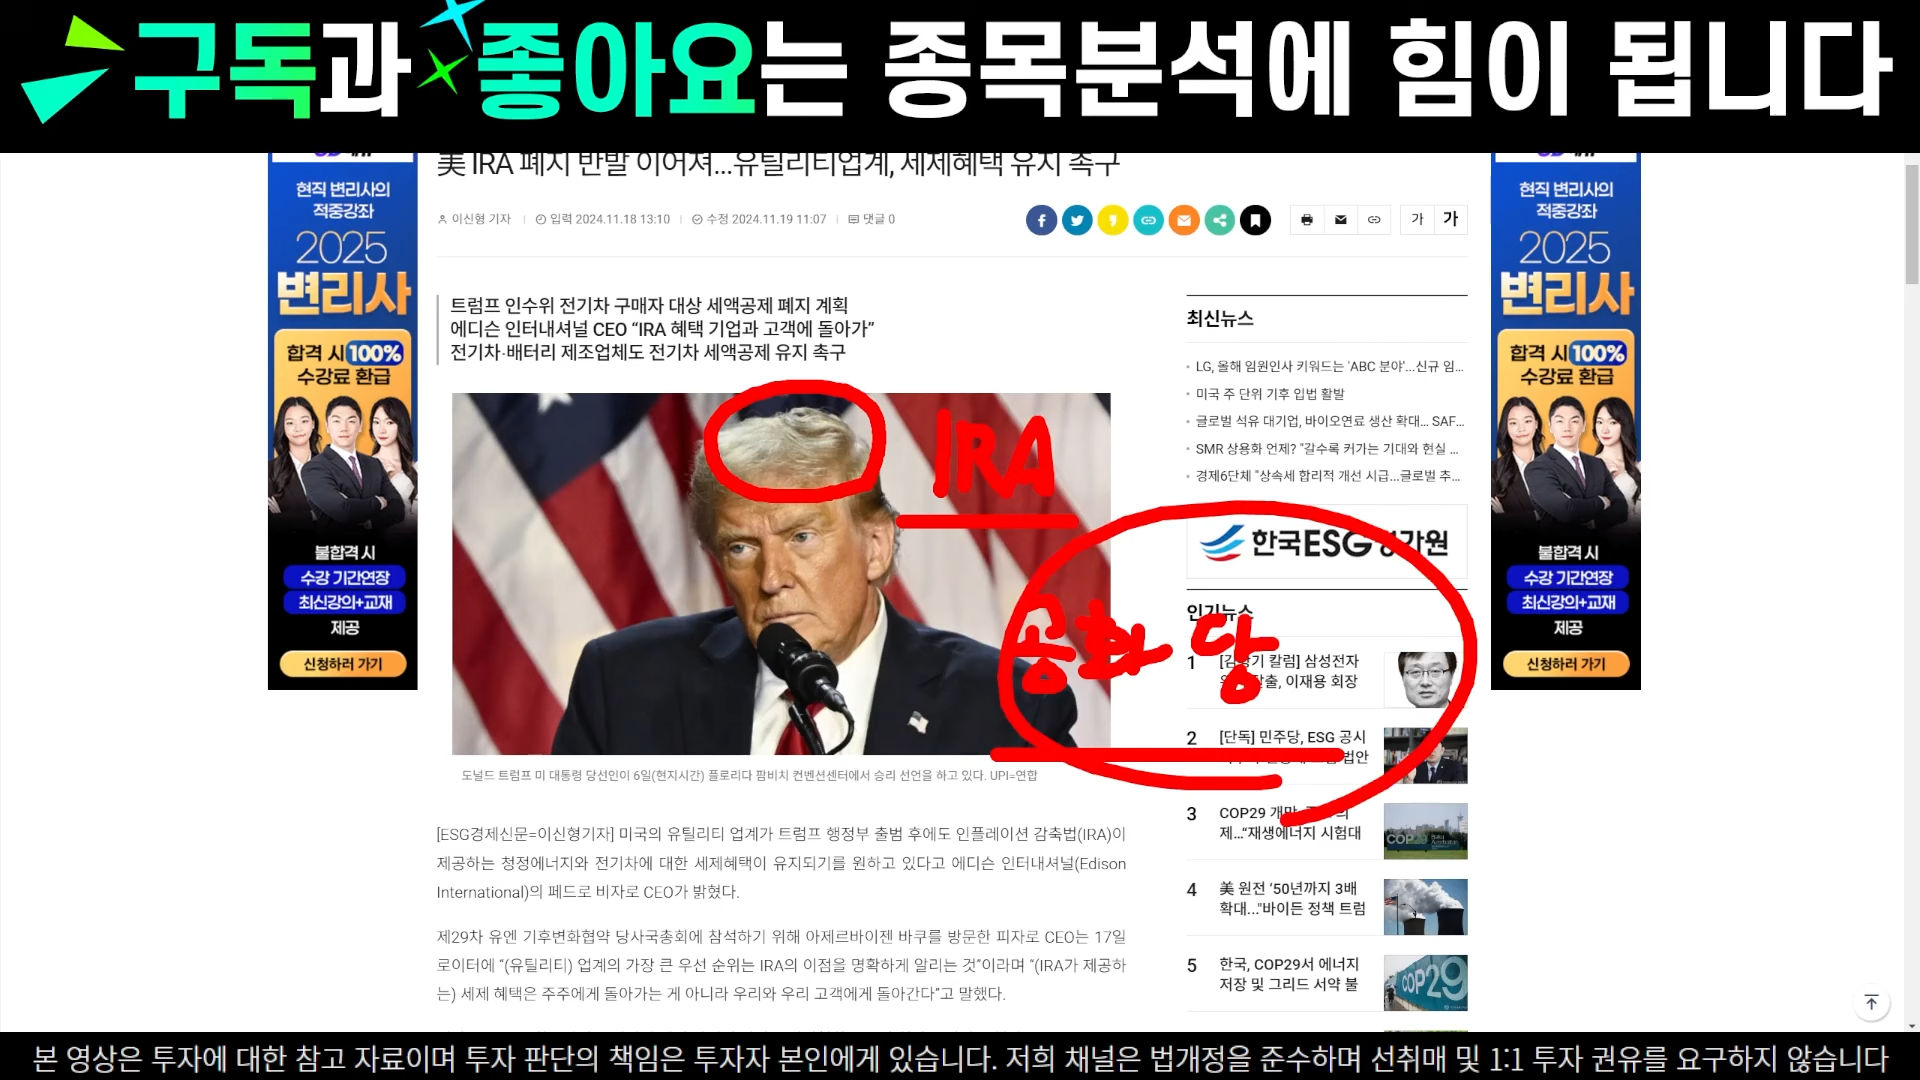 구독과 좋아요는 종목분석에 힘이 됩니다
美 IRA 폐지 반발 이어져...유틸리티업계, 세제혜택 유지 촉구
이신형 기자 입력 2024.11.18 13:10 수정 2024.11.19 11:07 댓글 0
가 가
현직 변리사의
적중강좌
2025
변리사
합격 시 100%
수강료 환급
불합격 시
수강 기간연장
최신강의+교재
제공
신청하러 가기
트럼프 인수위 전기차 구매자 대상 세액공제 폐지 계획
에디슨 인터내셔널 CEO “IRA 혜택 기업과 고객에 돌아가”
전기차·배터리 제조업체도 전기차 세액공제 유지 촉구
IRA
공화당
도널드 트럼프 미 대통령 당선인이 6일(현지시간) 플로리다 팜비치 컨벤션센터에서 승리 선언을 하고 있다. UPI=연합
[ESG경제신문=이신형기자] 미국의 유틸리티 업계가 트럼프 행정부 출범 후에도 인플레이션 감축법(IRA)이
제공하는 청정에너지와 전기차에 대한 세제혜택이 유지되기를 원하고 있다고 에디슨 인터내셔널(Edison
International)의 페드로 비자로 CEO가 밝혔다.
제29차 유엔 기후변화협약 당사국총회에 참석하기 위해 아제르바이젠 바쿠를 방문한 피자로 CEO는 17일
로이터에 “(유틸리티) 업계의 가장 큰 우선 순위는 IRA의 이점을 명확하게 알리는 것”이라며 “(IRA가 제공하
는) 세제 혜택은 주주에게 돌아가는 게 아니라 우리와 우리 고객에게 돌아간다”고 말했다.
최신뉴스
LG, 올해 임원인사 키워드는 'ABC 분야'...신규 임...
미국 주 단위 기후 입법 활발
글로벌 석유 대기업, 바이오연료 생산 확대... SAF...
SMR 상용화 언제? "갈수록 커가는 기대와 현실 ...
경제6단체 "상속세 합리적 개선 시급...글로벌 추...
한국ESG
인기뉴스
1 칼럼] 삼성전자
이재용 회장
2 [단독] 민주당, ESG 공시
법안
3 COP29
제...“재생에너지 시험대
4 美 원전 ‘50년까지 3배
확대..."바이든 정책 트럼
5 한국, COP29서 에너지
저장 및 그리드 서약 불
현직 변리사의
적중강좌
2025
변리사
합격 시 100%
수강료 환급
불합격 시
수강 기간연장
최신강의+교재
제공
신청하러 가기
본 영상은 투자에 대한 참고 자료이며 투자 판단의 책임은 투자자 본인에게 있습니다. 저희 채널은 법개정을 준수하며 선취매 및 1:1 투자 권유를 요구하지 않습니다